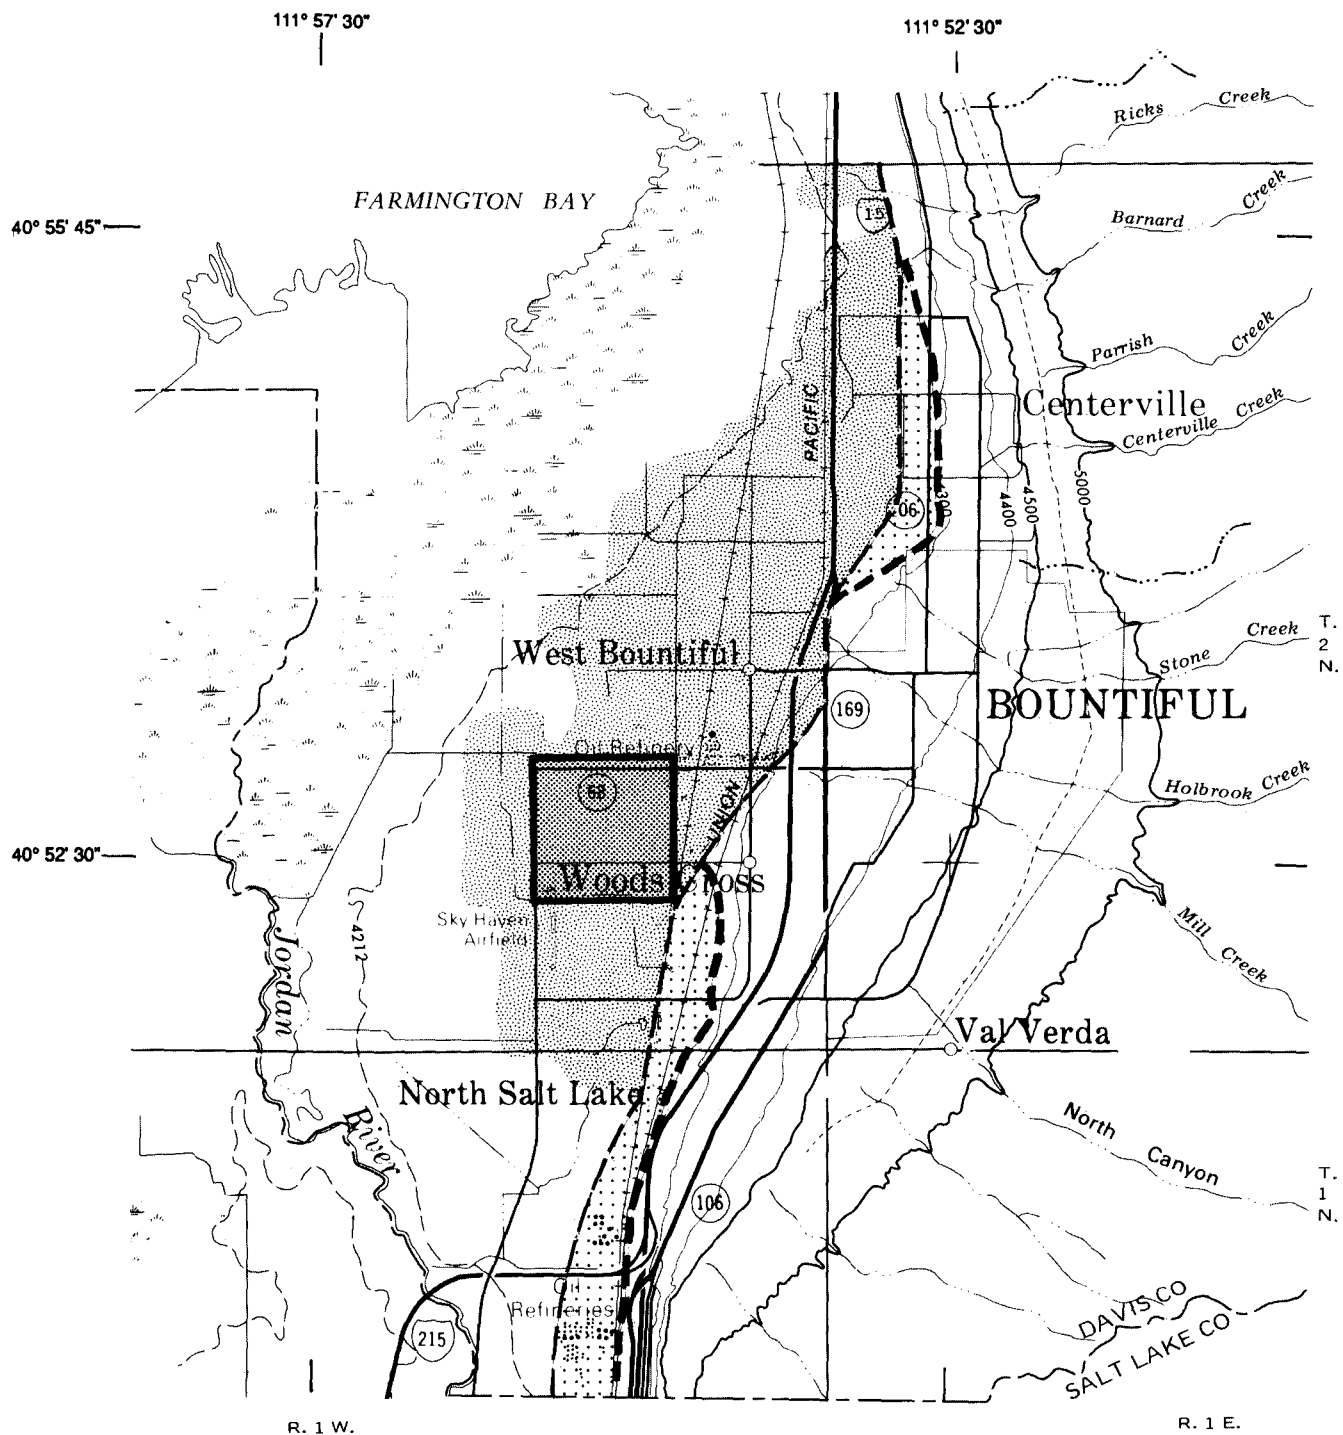 111° 57' 30"
111° 52' 30"
Ricks Creek
FARMINGTON BAY
15
Barnard Creek
40° 55' 45"
Parrish Creek
PACIFIC
Centerville
Centerville Creek
06
4300
4400
4500
5000
T.
2
N.
West Bountiful
Stone Creek
169
BOUNTIFUL
Oil Refinery
68
UNION
Holbrook Creek
40° 52' 30"
Woods Cross
Sky Haven
Airfield
Mill Creek
4212
Jordan
River
Val Verda
North Salt Lake
North Canyon
T.
1
N.
106
Oil
Refineries
215
DAVIS CO
SALT LAKE CO
R. 1 W.
R. 1 E.